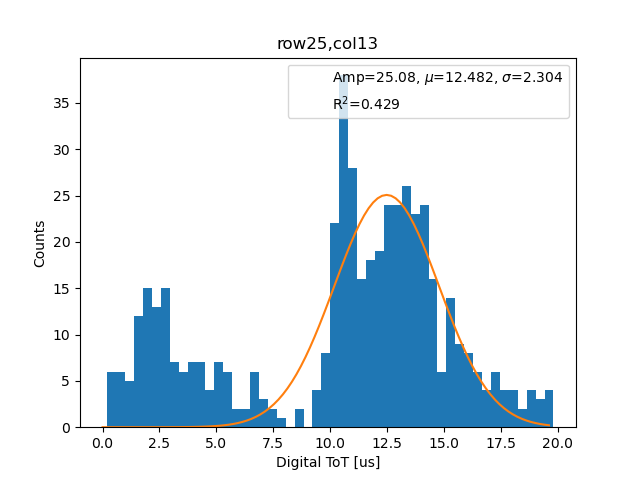 row25,col13
Amp=25.08, μ=12.482, σ=2.304
R²=0.429
35
30
25
20
15
10
5
0
Counts
0.0 2.5 5.0 7.5 10.0 12.5 15.0 17.5 20.0
Digital ToT [us]